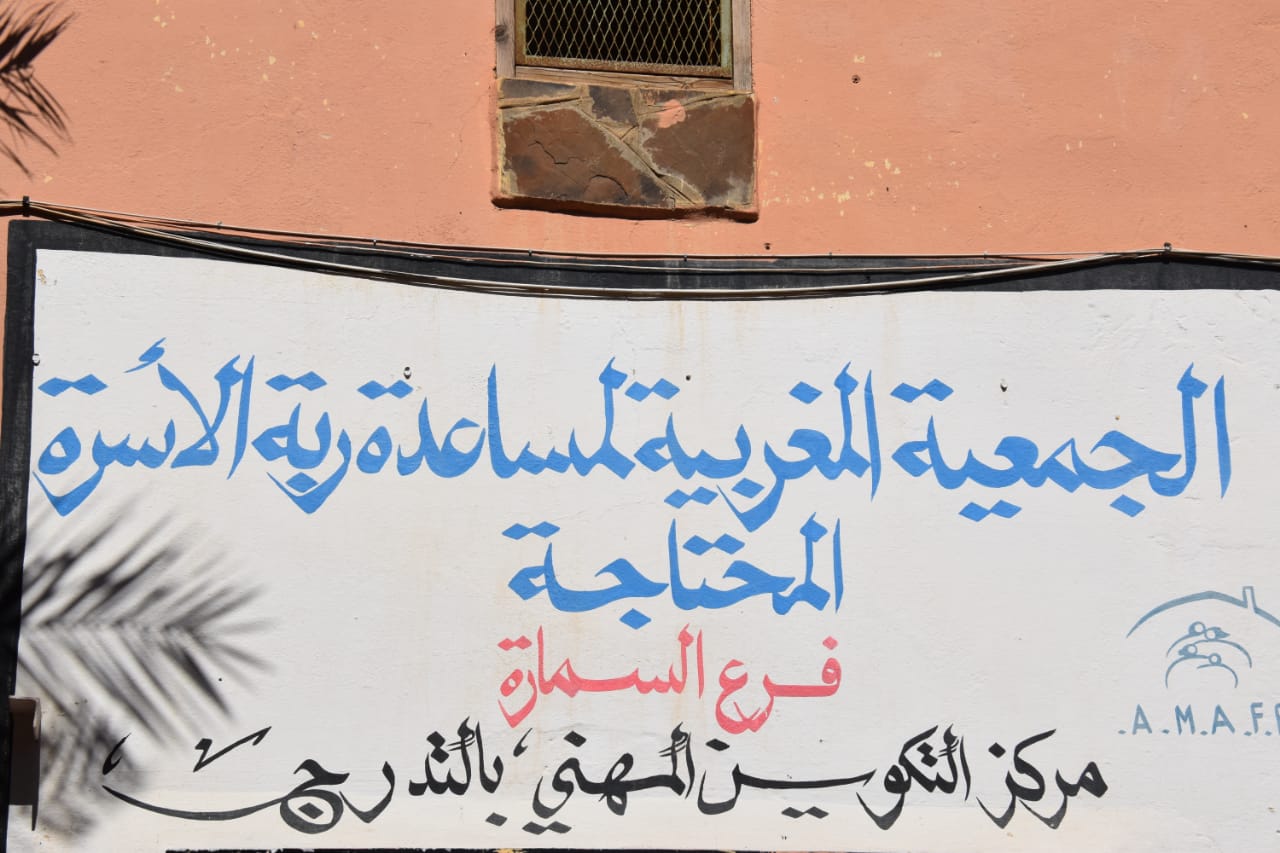 الجمعية المغربية لمساعدة ربة الأسرة
المحتاجة
فرع السمارة
مركز التكوين المهني بالتدرج
.A.M.A.F.